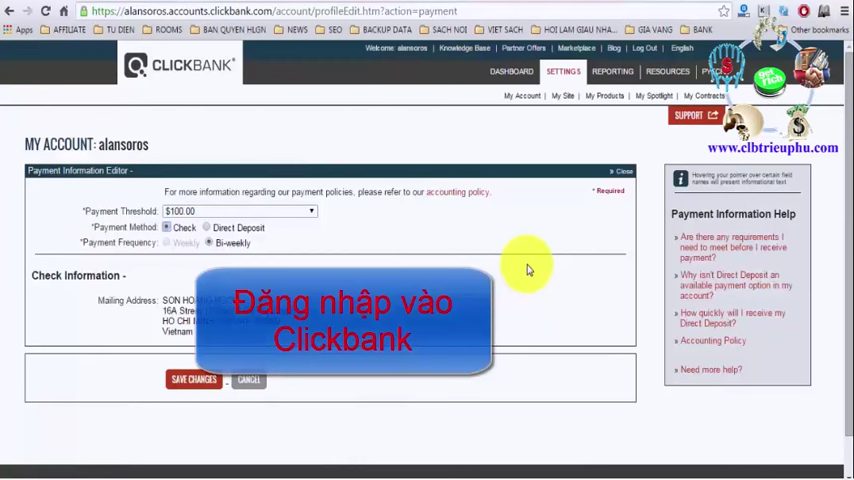 https://alansoros.accounts.clickbank.com/account/profileEdit.htm?action=payment
Apps AFFILIATE TU DIEN ROOMS BAN QUYEN HLGN NEWS SEO BACKUP DATA SACH NOI VIET SACH HOI LAM GIAU NHA... GIA VANG BANK Other bookmarks
Welcome: alansoros Knowledge Base Partner Offers Marketplace Blog Log Out English
CLICKBANK
DASHBOARD SETTINGS REPORTING RESOURCES
My Account My Site My Products My Spotlight My Contracts
get rich
SUPPORT
www.clbtrieuphu.com
MY ACCOUNT: alansoros
Payment Information Editor - » Close
For more information regarding our payment policies, please refer to our accounting policy. * Required
*Payment Threshold: $100.00
*Payment Method: Check Direct Deposit
*Payment Frequency: Weekly Bi-weekly
Check Information -
Mailing Address: SON HOANG
16A Street
HO CHI
Vietnam
Đăng nhập vào
Clickbank
SAVE CHANGES CANCEL
Hovering your pointer over certain field
names will present informational text.
Payment Information Help
» Are there any requirements I
need to meet before I receive
payment?
» Why isn't Direct Deposit an
available payment option in my
account?
» How quickly will I receive my
Direct Deposit?
» Accounting Policy
» Need more help?